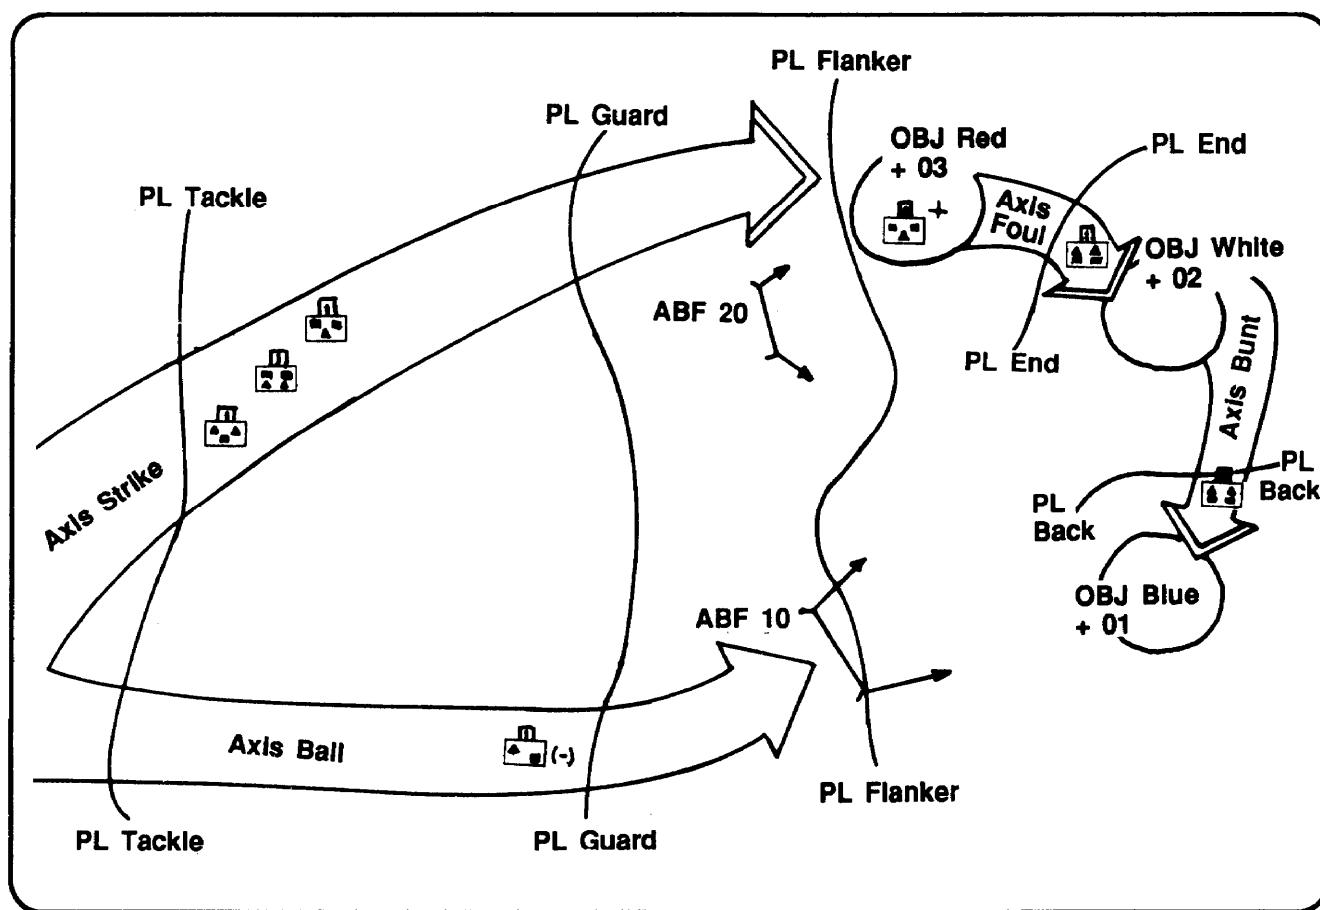 PL Flanker
PL Guard
OBJ Red
+ 03
PL End
PL Tackle
Axis
Foul
OBJ White
+ 02
ABF 20
PL End
Axis Bunt
Axis Strike
PL
Back
PL
Back
OBJ Blue
+ 01
ABF 10
Axis Ball
(-)
PL Flanker
PL Tackle
PL Guard